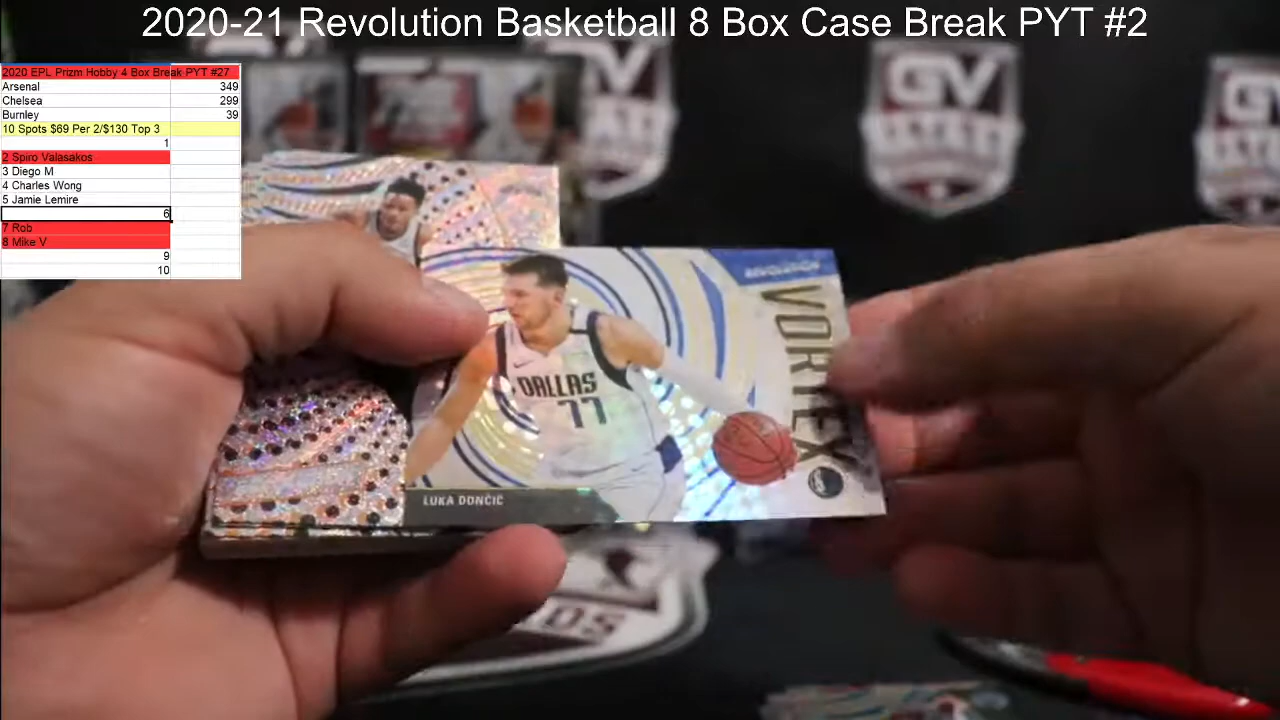 2020-21 Revolution Basketball 8 Box Case Break PYT #2
2020 EPL Prizm Hobby 4 Box Break PYT #27
Arsenal 349
Chelsea 299
Burnley 39
10 Spots $69 Per 2/$130 Top 3
1
2 Spiro Valasakos
3 Diego M
4 Charles Wong
5 Jamie Lemire
6
7 Rob
8 Mike V
9
10
GV
REVOLUTION
VORTEX
DALLAS
77
LUKA DONČIĆ